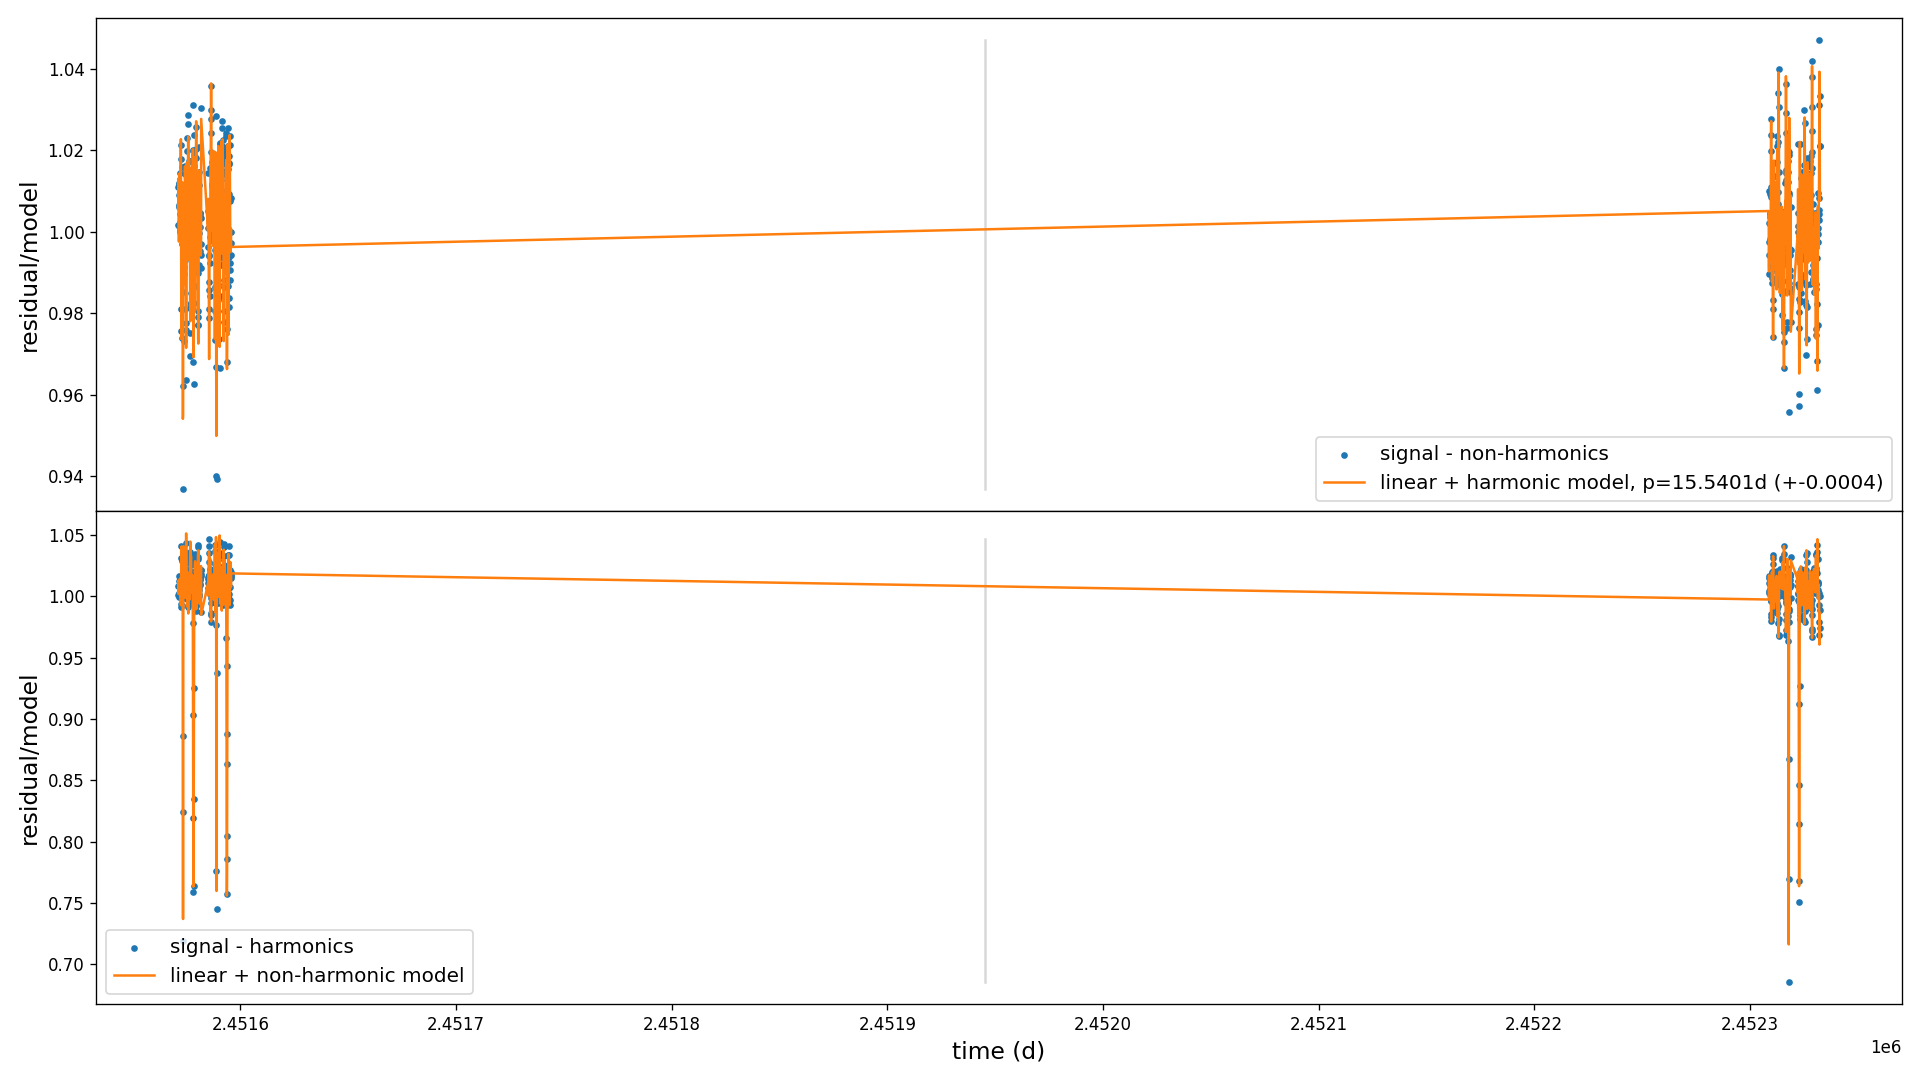 1.04
1.02
1.00
0.98
0.96
0.94
residual/model
signal - non-harmonics
linear + harmonic model, p=15.5401d (+-0.0004)
1.05
1.00
0.95
0.90
0.85
0.80
0.75
0.70
residual/model
signal - harmonics
linear + non-harmonic model
2.4516 2.4517 2.4518 2.4519 2.4520 2.4521 2.4522 2.4523
time (d)
1e6